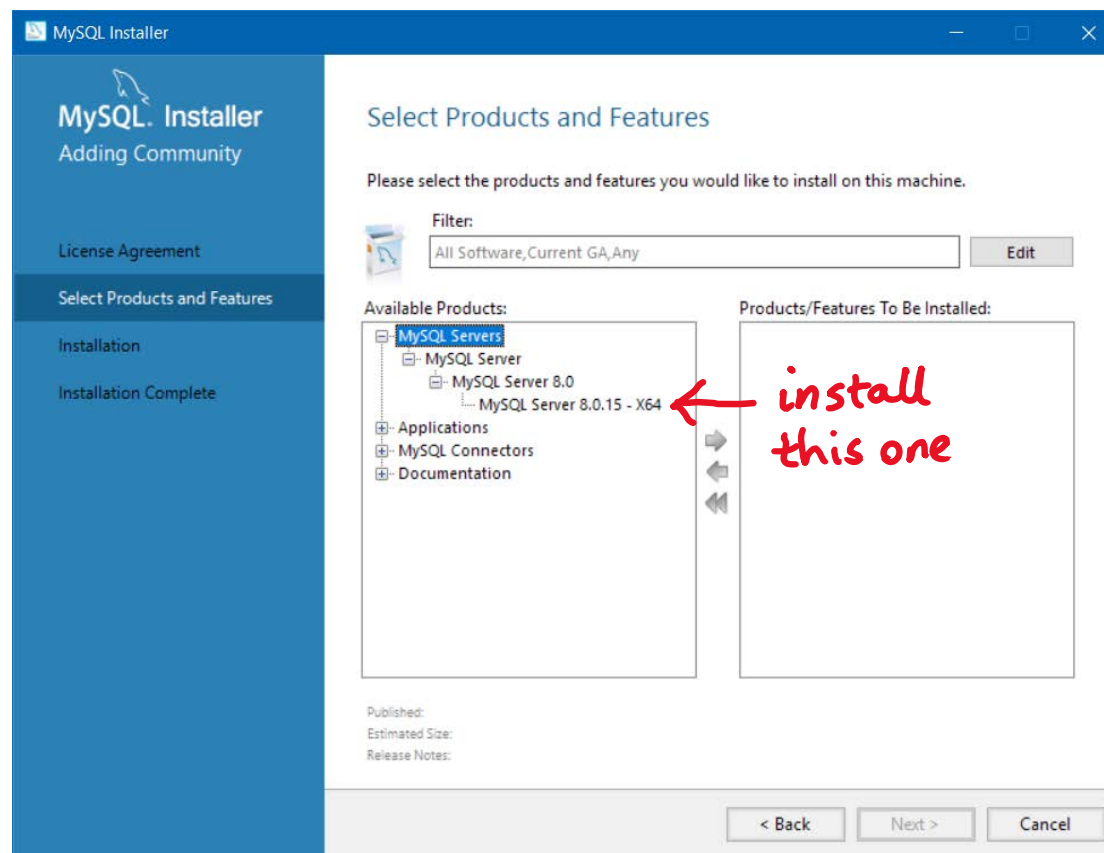 MySQL Installer
MySQL. Installer
Adding Community
License Agreement
Select Products and Features
Installation
Installation Complete
Select Products and Features
Please select the products and features you would like to install on this machine.
Filter:
All Software,Current GA,Any
Edit
Available Products:
MySQL Servers
MySQL Server
MySQL Server 8.0
MySQL Server 8.0.15 - X64
Applications
MySQL Connectors
Documentation
Products/Features To Be Installed:
install
this one
Published:
Estimated Size:
Release Notes:
< Back
Next >
Cancel